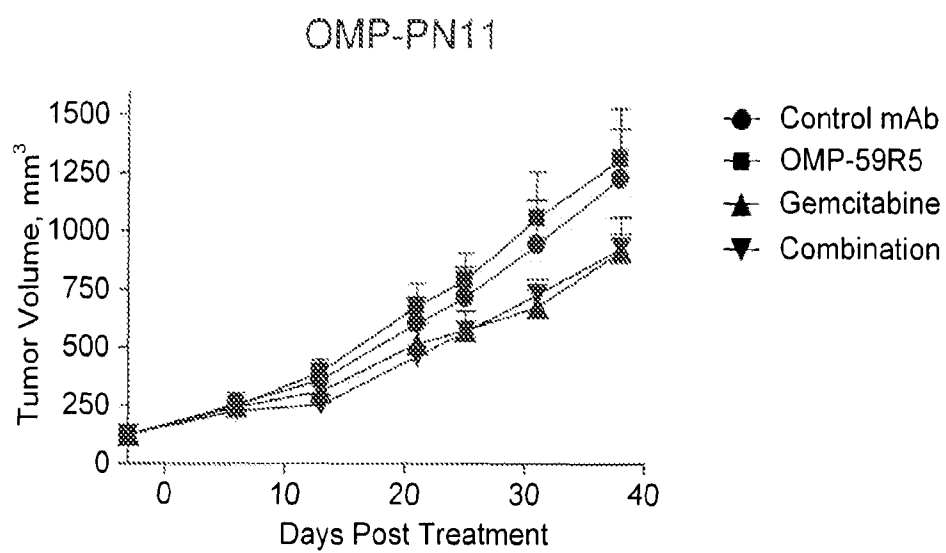 OMP-PN11
1500
1250
1000
750
500
250
0
Tumor Volume, mm³
0 10 20 30 40
Days Post Treatment
Control mAb
OMP-59R5
Gemcitabine
Combination